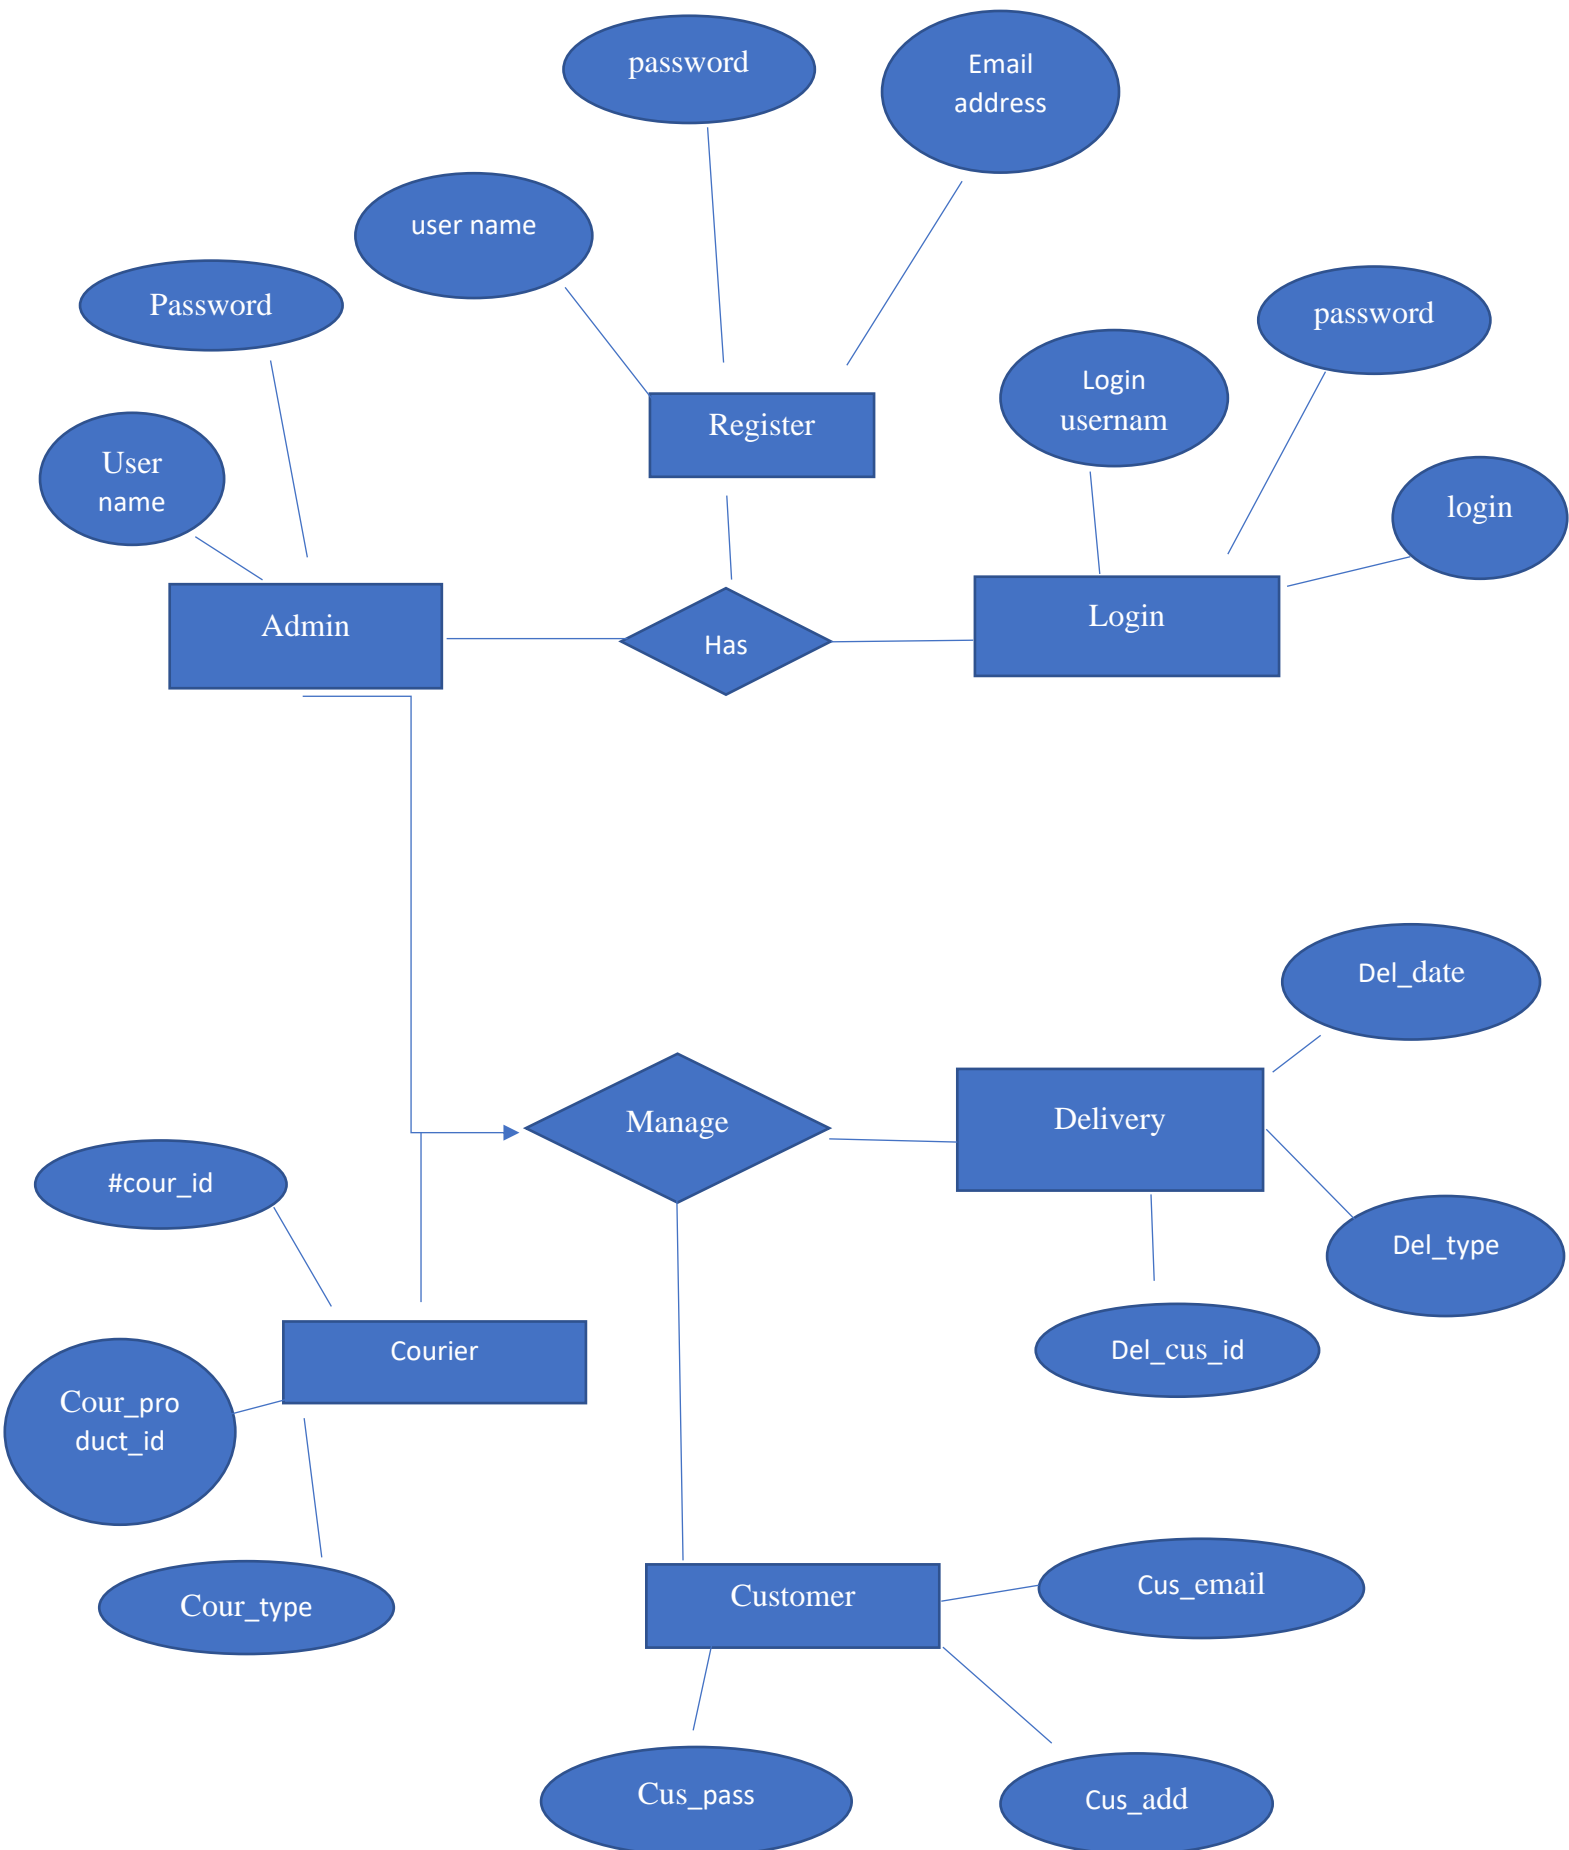 password
Email
address
user name
Password
password
Login
usernam
Register
User
name
login
Admin
Has
Login
Del_date
Manage
Delivery
#cour_id
Del_type
Courier
Del_cus_id
Cour_pro
duct_id
Cour_type
Customer
Cus_email
Cus_pass
Cus_add